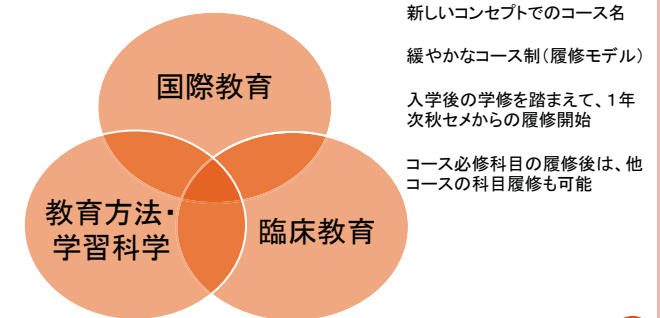 新しいコンセプトでのコース名
緩やかなコース制(履修モデル)
入学後の学修を踏まえて、1年
次秋セメからの履修開始
コース必修科目の履修後は、他
コースの科目履修も可能
国際教育
教育方法・
学習科学
臨床教育